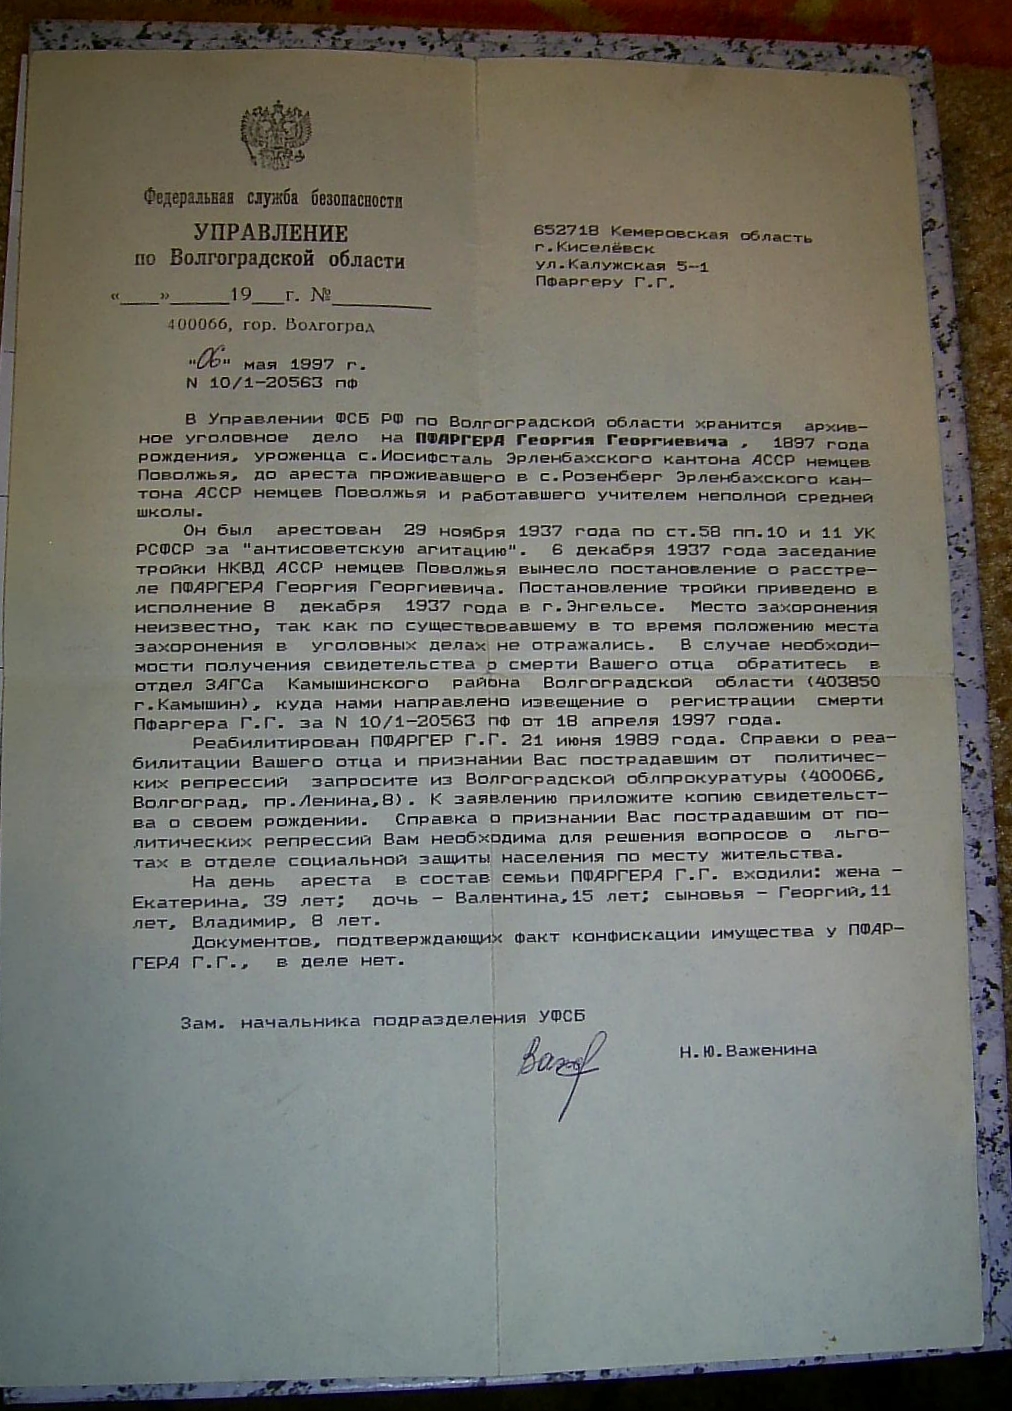 Федеральная служба безопасности
УПРАВЛЕНИЕ
по Волгоградской области
«____»______19___г. №__________
400066, гор. Волгоград
"06" мая 1997 г.
N 10/1-20563 пф
652718 Кемеровская область
г.Киселёвск
ул.Калужская 5-1
Пфаргеру Г.Г.
В Управлении ФСБ РФ по Волгоградской области хранится архив-
ное уголовное дело на ПФАРГЕРА Георгия Георгиевича , 1897 года
рождения, уроженца с.Иосифсталь Эрленбахского кантона АССР немцев
Поволжья, до ареста проживавшего в с.Розенберг Эрленбахского кан-
тона АССР немцев Поволжья и работавшего учителем неполной средней
школы.
Он был арестован 29 ноября 1937 года по ст.58 пп.10 и 11 УК
РСФСР за "антисоветскую агитацию". 6 декабря 1937 года заседание
тройки НКВД АССР немцев Поволжья вынесло постановление о расстре-
ле ПФАРГЕРА Георгия Георгиевича. Постановление тройки приведено в
исполнение 8 декабря 1937 года в г.Энгельсе. Место захоронения
неизвестно, так как по существовавшему в то время положению места
захоронения в уголовных делах не отражались. В случае необходи-
мости получения свидетельства о смерти Вашего отца обратитесь в
отдел ЗАГСа Камышинского района Волгоградской области (403850
г.Камышин), куда нами направлено извещение о регистрации смерти
Пфаргера Г.Г. за N 10/1-20563 пф от 18 апреля 1997 года.
Реабилитирован ПФАРГЕР Г.Г. 21 июня 1989 года. Справки о реа-
билитации Вашего отца и признании Вас пострадавшим от политичес-
ких репрессий запросите из Волгоградской облпрокуратуры (400066,
Волгоград, пр.Ленина,8). К заявлению приложите копию свидетельст-
ва о своем рождении. Справка о признании Вас пострадавшим от по-
литических репрессий Вам необходима для решения вопросов о льго-
тах в отделе социальной защиты населения по месту жительства.
На день ареста в состав семьи ПФАРГЕРА Г.Г. входили: жена -
Екатерина, 39 лет; дочь - Валентина,15 лет; сыновья - Георгий,11
лет, Владимир, 8 лет.
Документов, подтверждающих факт конфискации имущества у ПФАР-
ГЕРА Г.Г., в деле нет.
Зам. начальника подразделения УФСБ
Н.Ю.Важенина